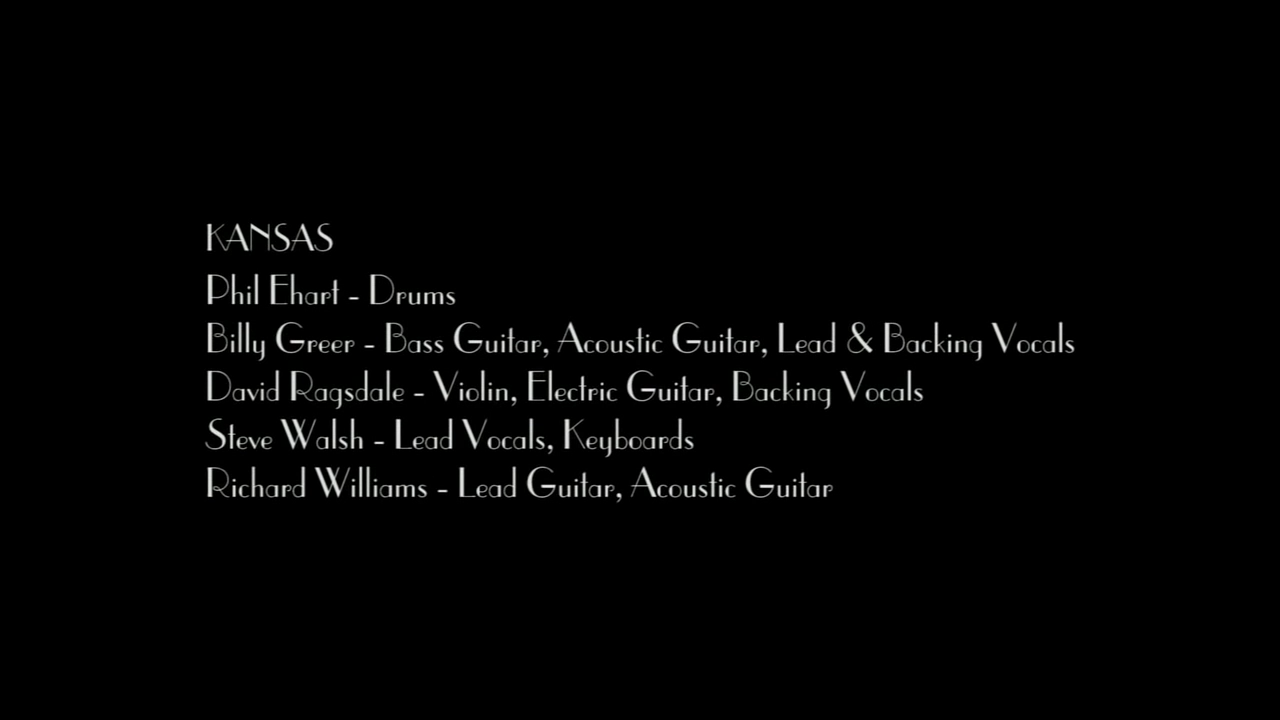 KANSAS
Phil Ehart - Drums
Billy Greer - Bass Guitar, Acoustic Guitar, Lead & Backing Vocals
David Ragsdale - Violin, Electric Guitar, Backing Vocals
Steve Walsh - Lead Vocals, Keyboards
Richard Williams - Lead Guitar, Acoustic Guitar